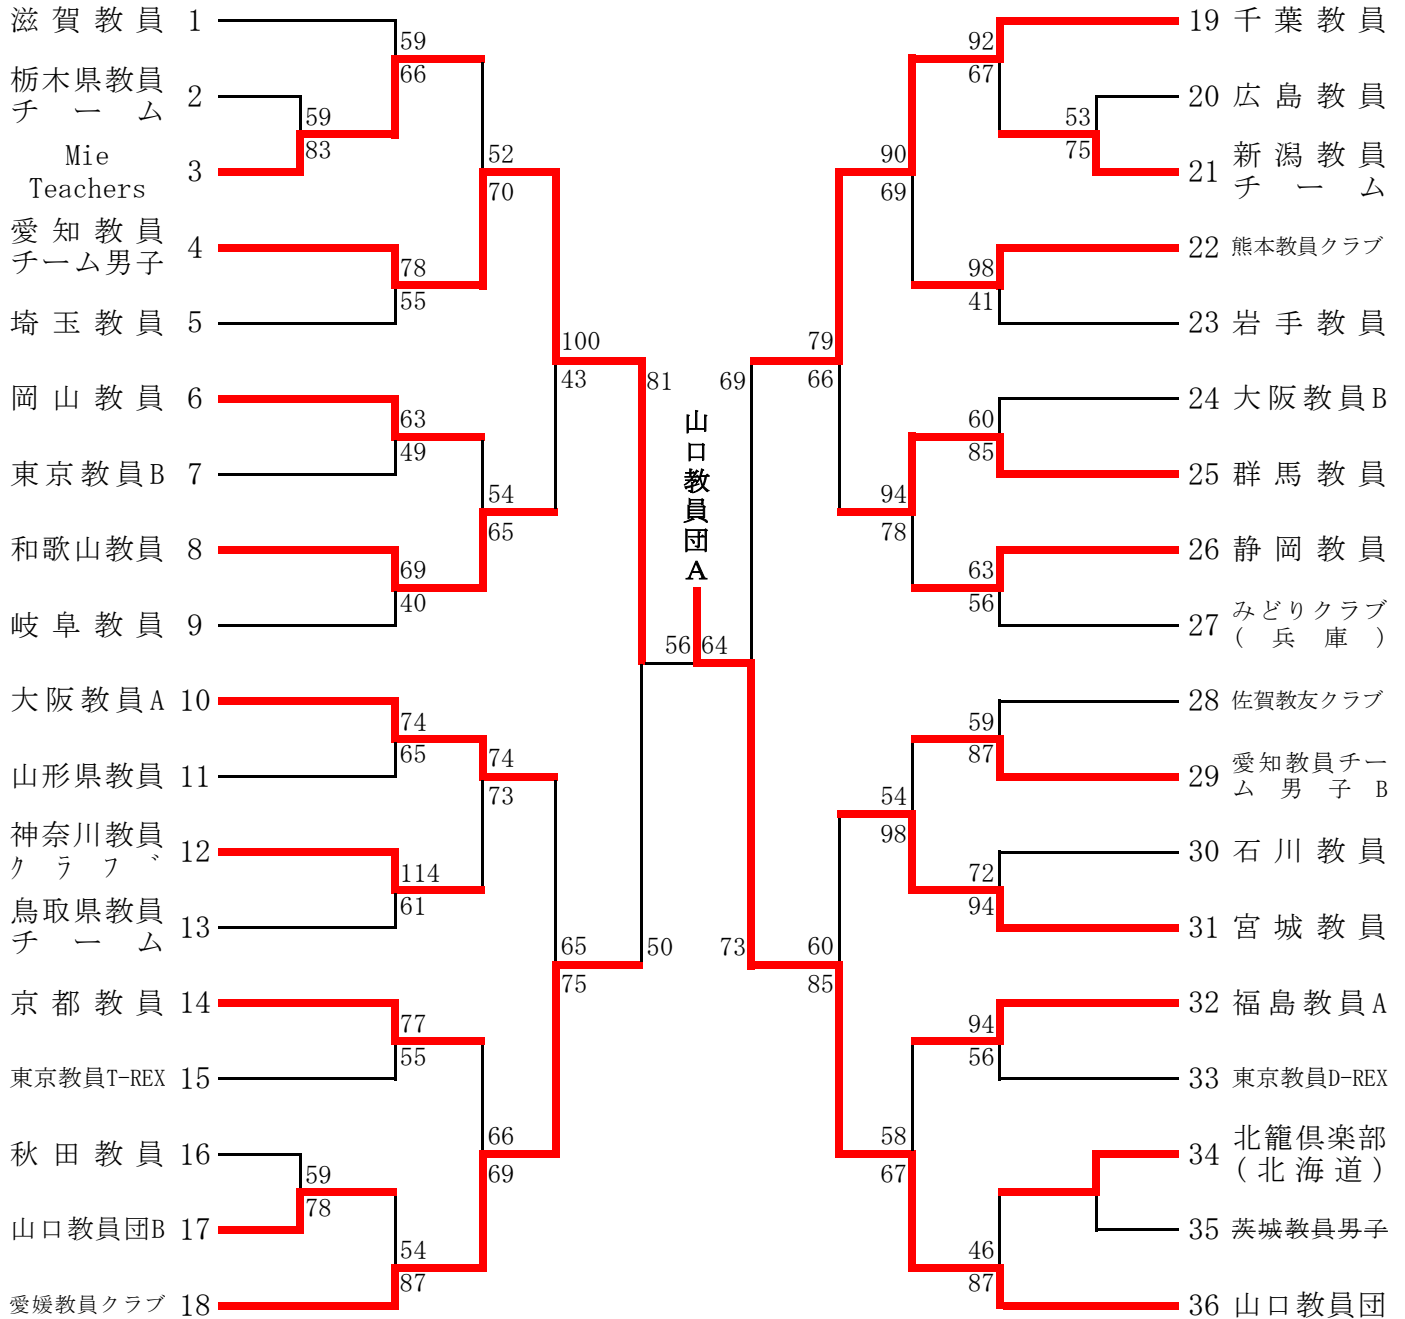 滋賀教員 1
59
66
栃木県教員
チーム 2
59
83
Mie
Teachers 3
52
70
愛知教員
チーム男子 4
78
55
埼玉教員 5
100
43
岡山教員 6
63
49
東京教員B 7
54
65
和歌山教員 8
69
40
岐阜教員 9
81
大阪教員A 10
74
65
山形県教員 11
74
73
神奈川教員
クラブ 12
114
61
鳥取県教員
チーム 13
65
75
50
京都教員 14
77
55
東京教員T-REX 15
66
69
秋田教員 16
59
78
山口教員団B 17
54
87
愛媛教員クラブ 18
山口教員団A
56 64
19 千葉教員
92
67
20 広島教員
53
75
21 新潟教員
チーム
90
69
22 熊本教員クラブ
98
41
23 岩手教員
69
79
66
24 大阪教員B
60
85
25 群馬教員
94
78
26 静岡教員
63
56
27 みどりクラブ
(兵庫)
28 佐賀教友クラブ
59
87
29 愛知教員チー
ム男子B
54
98
30 石川教員
72
94
31 宮城教員
73
60
85
32 福島教員A
94
56
33 東京教員D-REX
58
67
34 北籠倶楽部
(北海道)
35 茨城教員男子
46
87
36 山口教員団